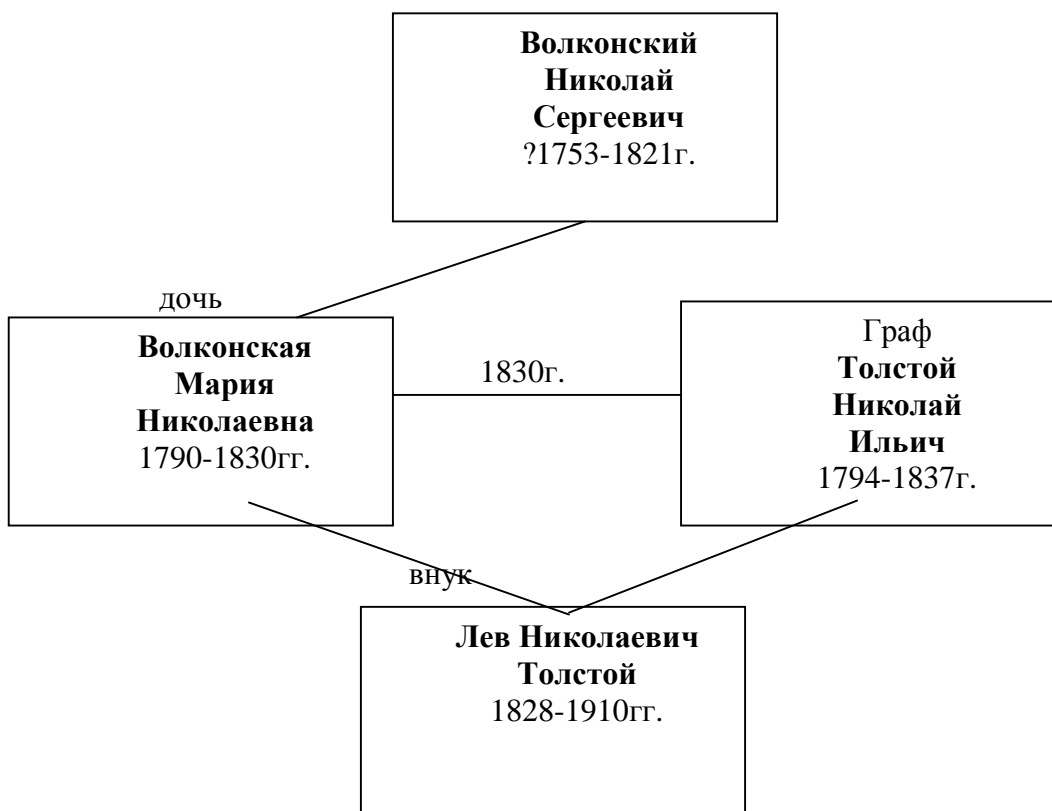 Волконский
Николай
Сергеевич
?1753-1821г.
дочь
Волконская
Мария
Николаевна
1790-1830гг.
1830г.
Граф
Толстой
Николай
Ильич
1794-1837г.
внук
Лев Николаевич
Толстой
1828-1910гг.